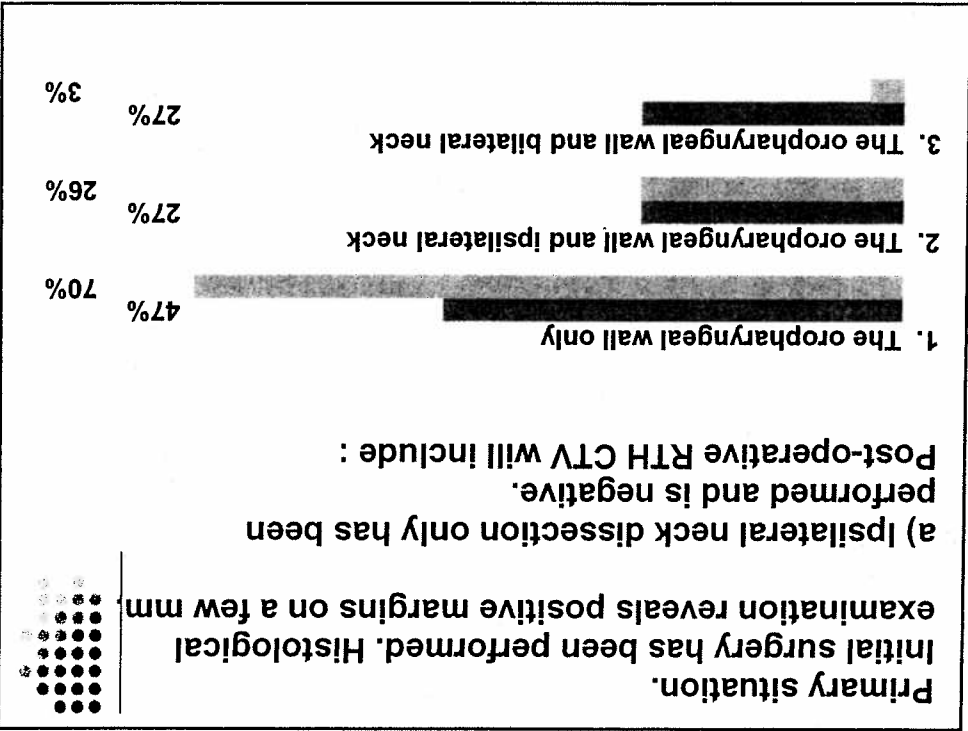 Primary situation.
Initial surgery has been performed. Histological
examination reveals positive margins on a few mm.
a) Ipsilateral neck dissection only has been
performed and is negative.
Post-operative RTH CTV will include :
1. The oropharyngeal wall only
47%
70%
2. The oropharyngeal wall and ipsilateral neck
27%
26%
3. The oropharyngeal wall and bilateral neck
27%
3%